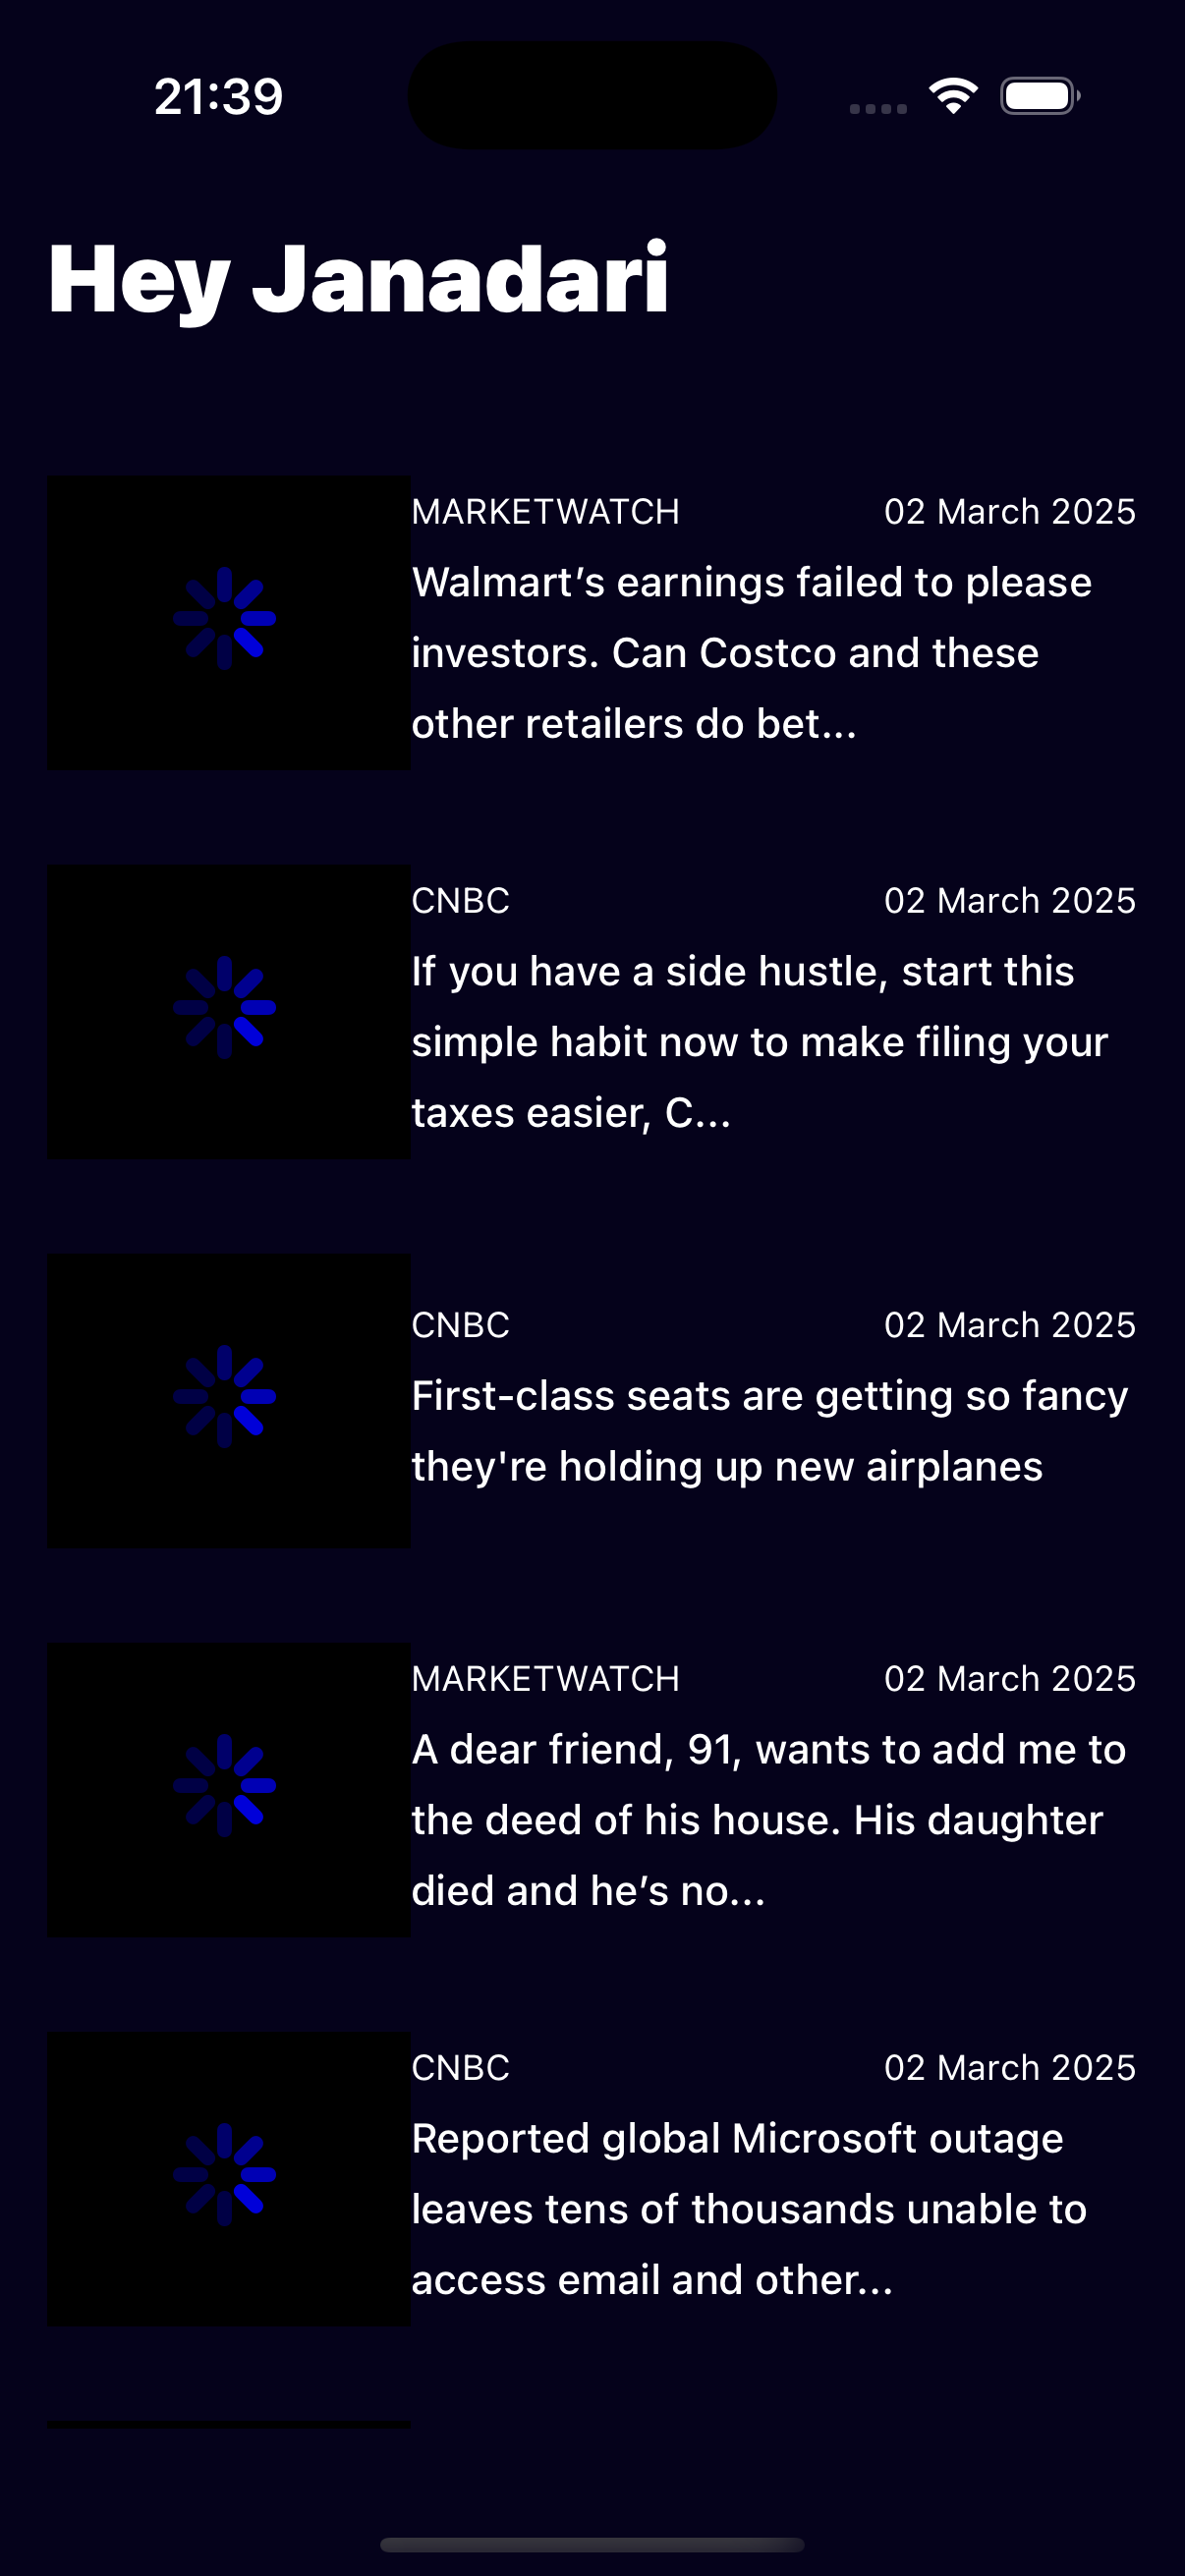 21:39
Hey Janadari
MARKETWATCH 02 March 2025
Walmart’s earnings failed to please
investors. Can Costco and these
other retailers do bet...
CNBC 02 March 2025
If you have a side hustle, start this
simple habit now to make filing your
taxes easier, C...
CNBC 02 March 2025
First-class seats are getting so fancy
they're holding up new airplanes
MARKETWATCH 02 March 2025
A dear friend, 91, wants to add me to
the deed of his house. His daughter
died and he’s no...
CNBC 02 March 2025
Reported global Microsoft outage
leaves tens of thousands unable to
access email and other...